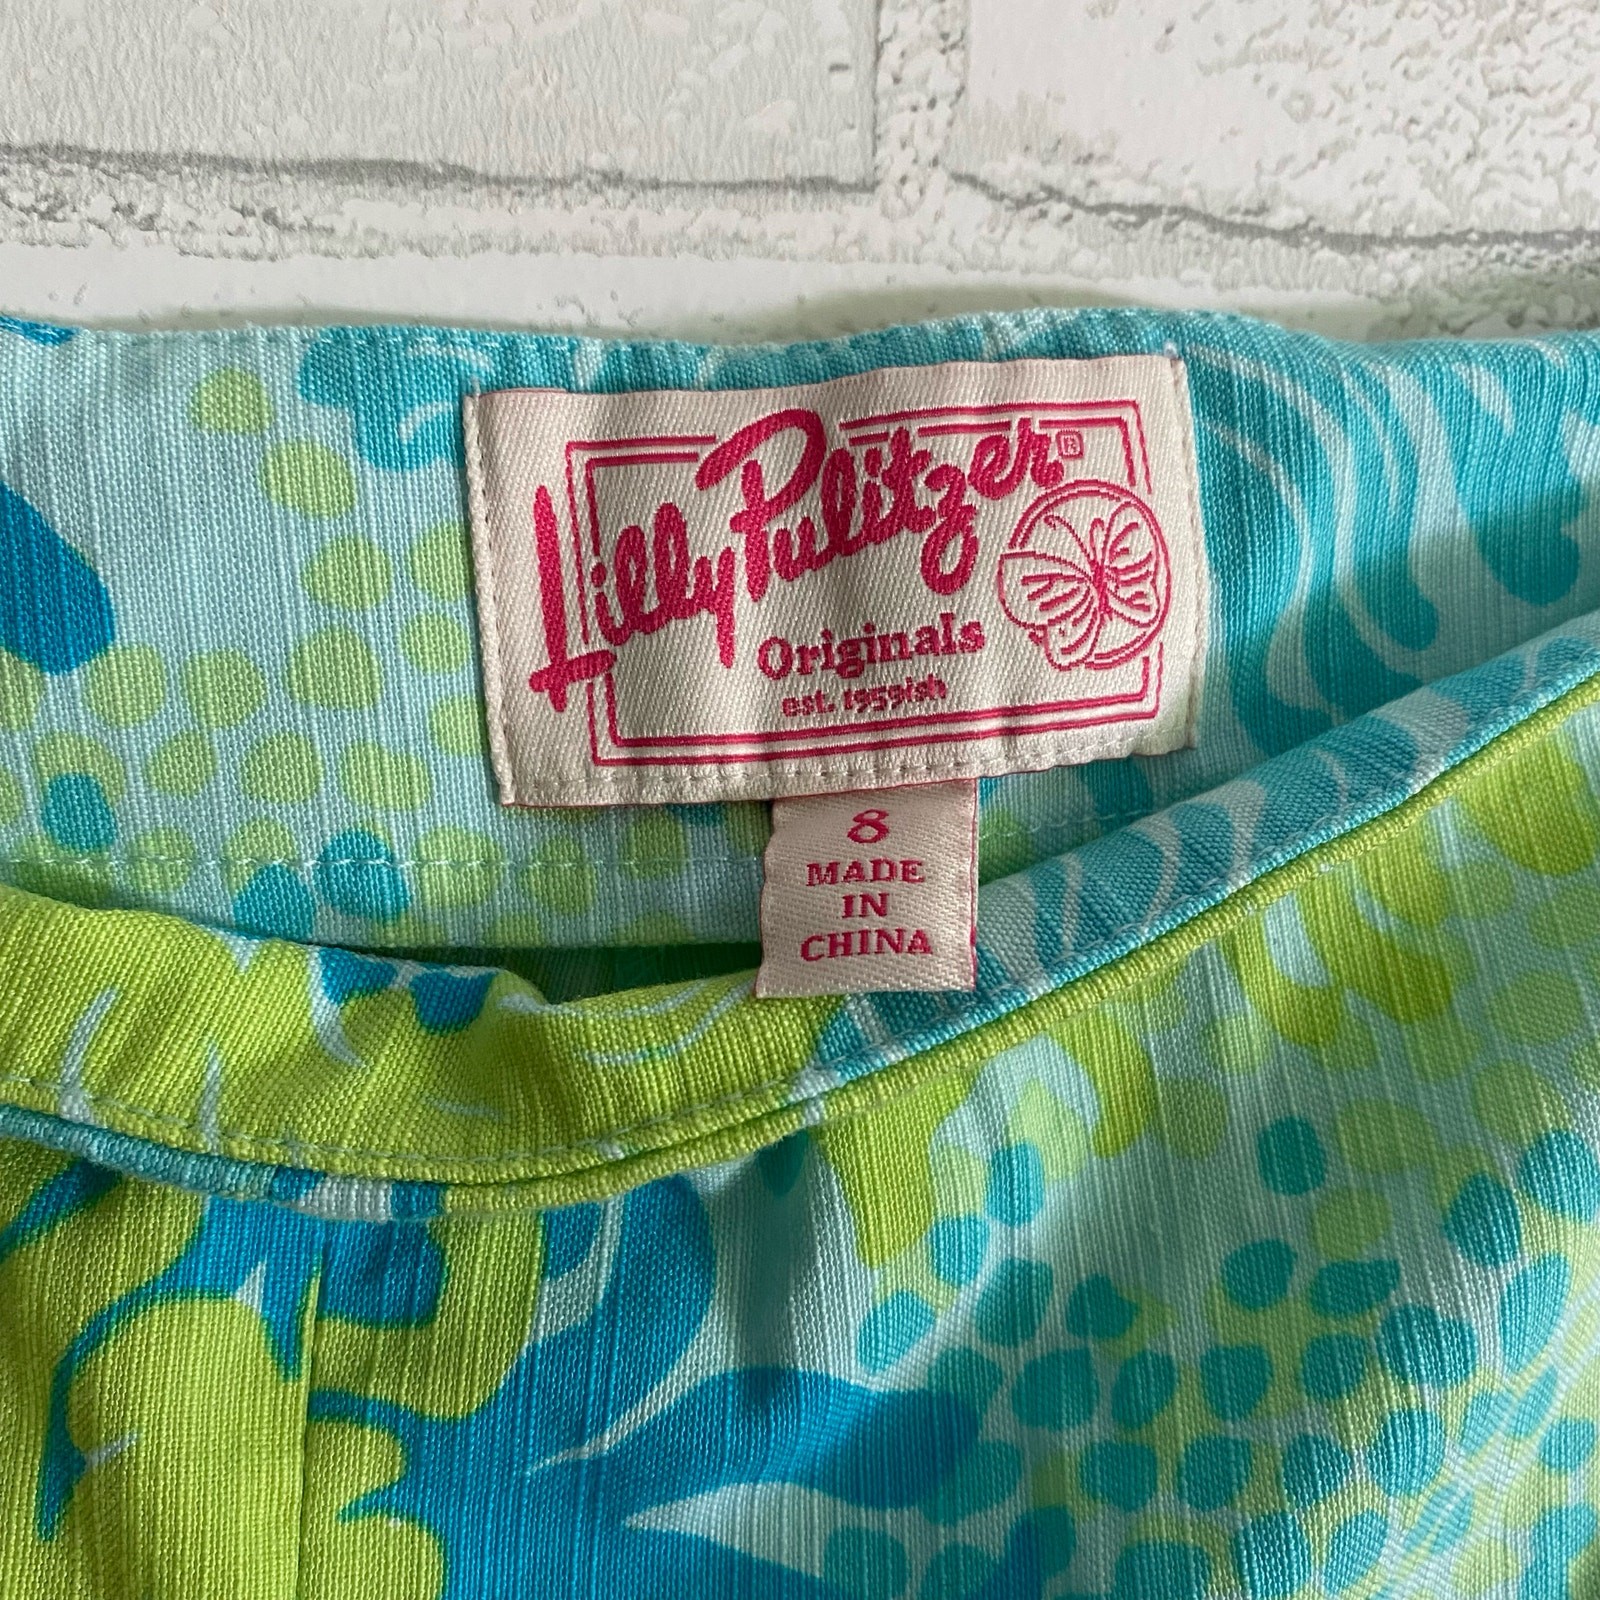 Lilly Pulitzer®
Originals
est. 1959ish
8
MADE
IN
CHINA